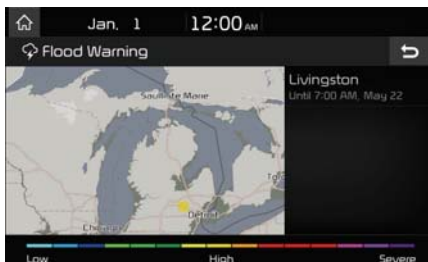 Jan. 1 12:00 AM
Flood Warning
Livingston
Until 7:00 AM, May 22
Sault Ste Marie
To
Detroit
Low High Severe